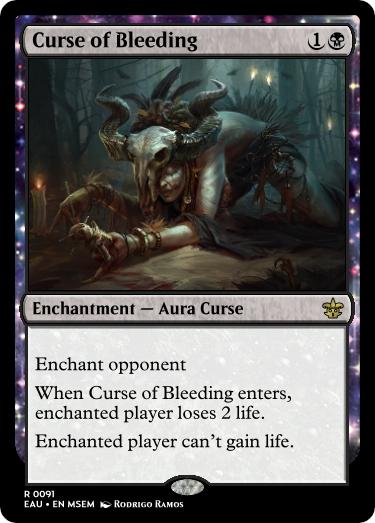 Curse of Bleeding 1
Enchantment — Aura Curse
Enchant opponent
When Curse of Bleeding enters,
enchanted player loses 2 life.
Enchanted player can't gain life.
R 0091
EAU • EN MSEM Rodrigo Ramos